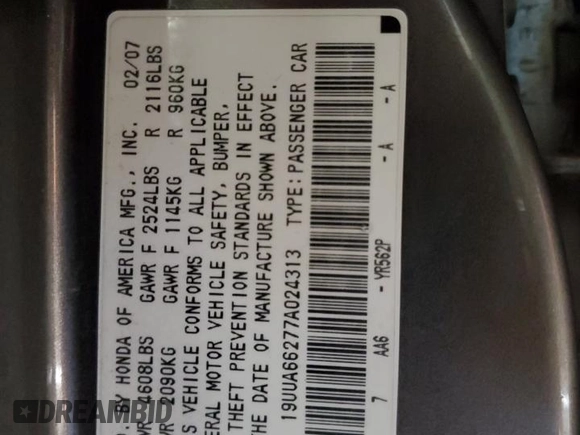 . BY HONDA OF AMERICA MFG., INC. 02/07
4608LBS GAWR F 2524LBS R 2116LBS
2090KG GAWR F 1145KG R 960KG
S VEHICLE CONFORMS TO ALL APPLICABLE
ERAL MOTOR VEHICLE SAFETY, BUMPER,
THEFT PREVENTION STANDARDS IN EFFECT
THE DATE OF MANUFACTURE SHOWN ABOVE.
19UUA66277A024313 TYPE:PASSENGER CAR
7 AA6 - YR562P - A - A
DREAMBID